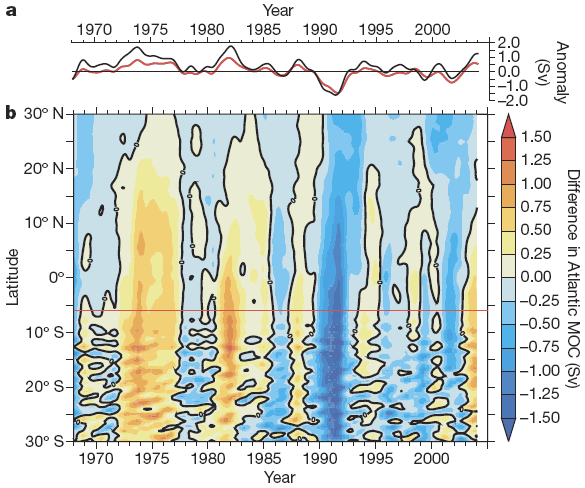 Year
a
1970 1975 1980 1985 1990 1995 2000
2.0
1.0
0.0
−1.0
−2.0
Anomaly
(Sv)
b
30° N
20° N
10° N
0°
10° S
20° S
30° S
Latitude
1970 1975 1980 1985 1990 1995 2000
Year
1.50
1.25
1.00
0.75
0.50
0.25
0.00
−0.25
−0.50
−0.75
−1.00
−1.25
−1.50
Difference in Atlantic MOC (Sv)